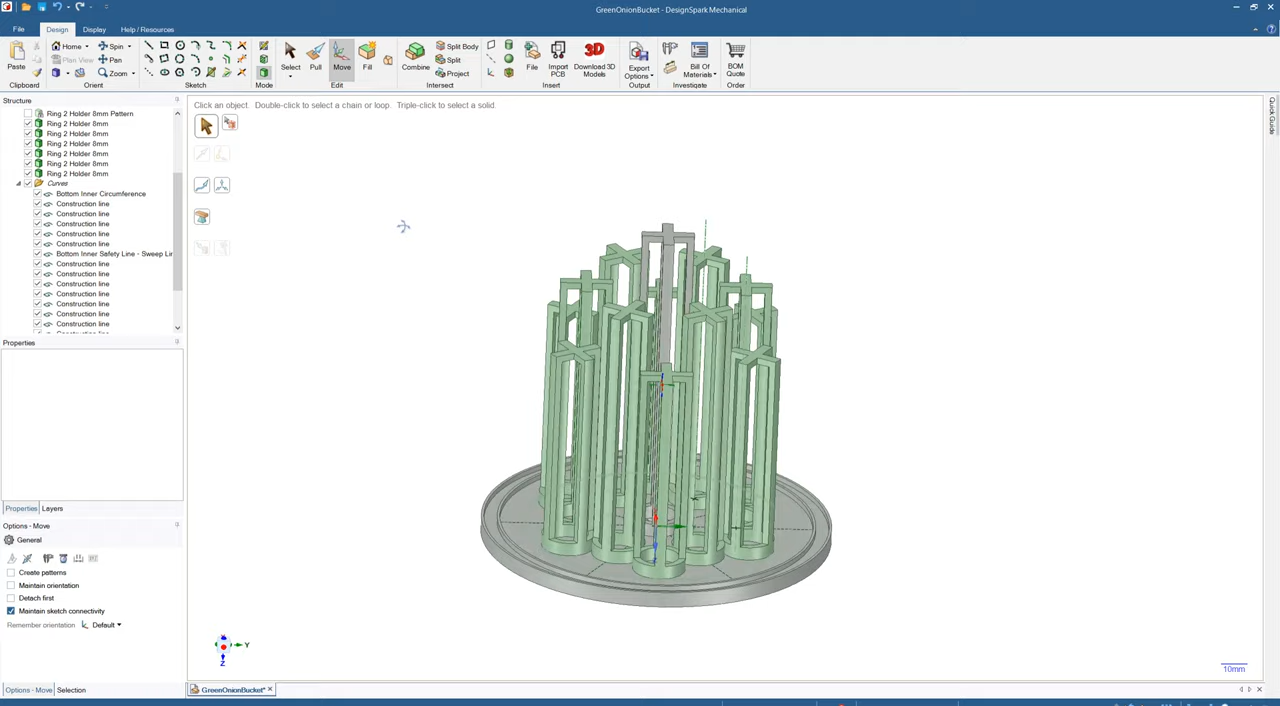 GreenOnionBucket - DesignSpark Mechanical
File Design Display Help / Resources
Paste
Home
Plan View
Spin
Pan
Zoom
Select
Pull
Move
Fill
Combine
Split Body
Split
Project
File
Import PCB
Download 3D Models
Export Options
Bill Of Materials
BOM Quote
Clipboard Orient Sketch Mode Edit Intersect Insert Output Investigate Order
Structure
Click an object. Double-click to select a chain or loop. Triple-click to select a solid.
Quick Guide
Ring 2 Holder 8mm Pattern
Ring 2 Holder 8mm
Ring 2 Holder 8mm
Ring 2 Holder 8mm
Ring 2 Holder 8mm
Ring 2 Holder 8mm
Ring 2 Holder 8mm
Curves
Bottom Inner Circumference
Construction line
Construction line
Construction line
Construction line
Construction line
Bottom Inner Safety Line - Sweep Lin
Construction line
Construction line
Construction line
Construction line
Construction line
Construction line
Construction line
Properties
Properties Layers
Options - Move
General
Create patterns
Maintain orientation
Detach first
Maintain sketch connectivity
Remember orientation Default
Y
Z
10mm
Options - Move Selection
GreenOnionBucket*